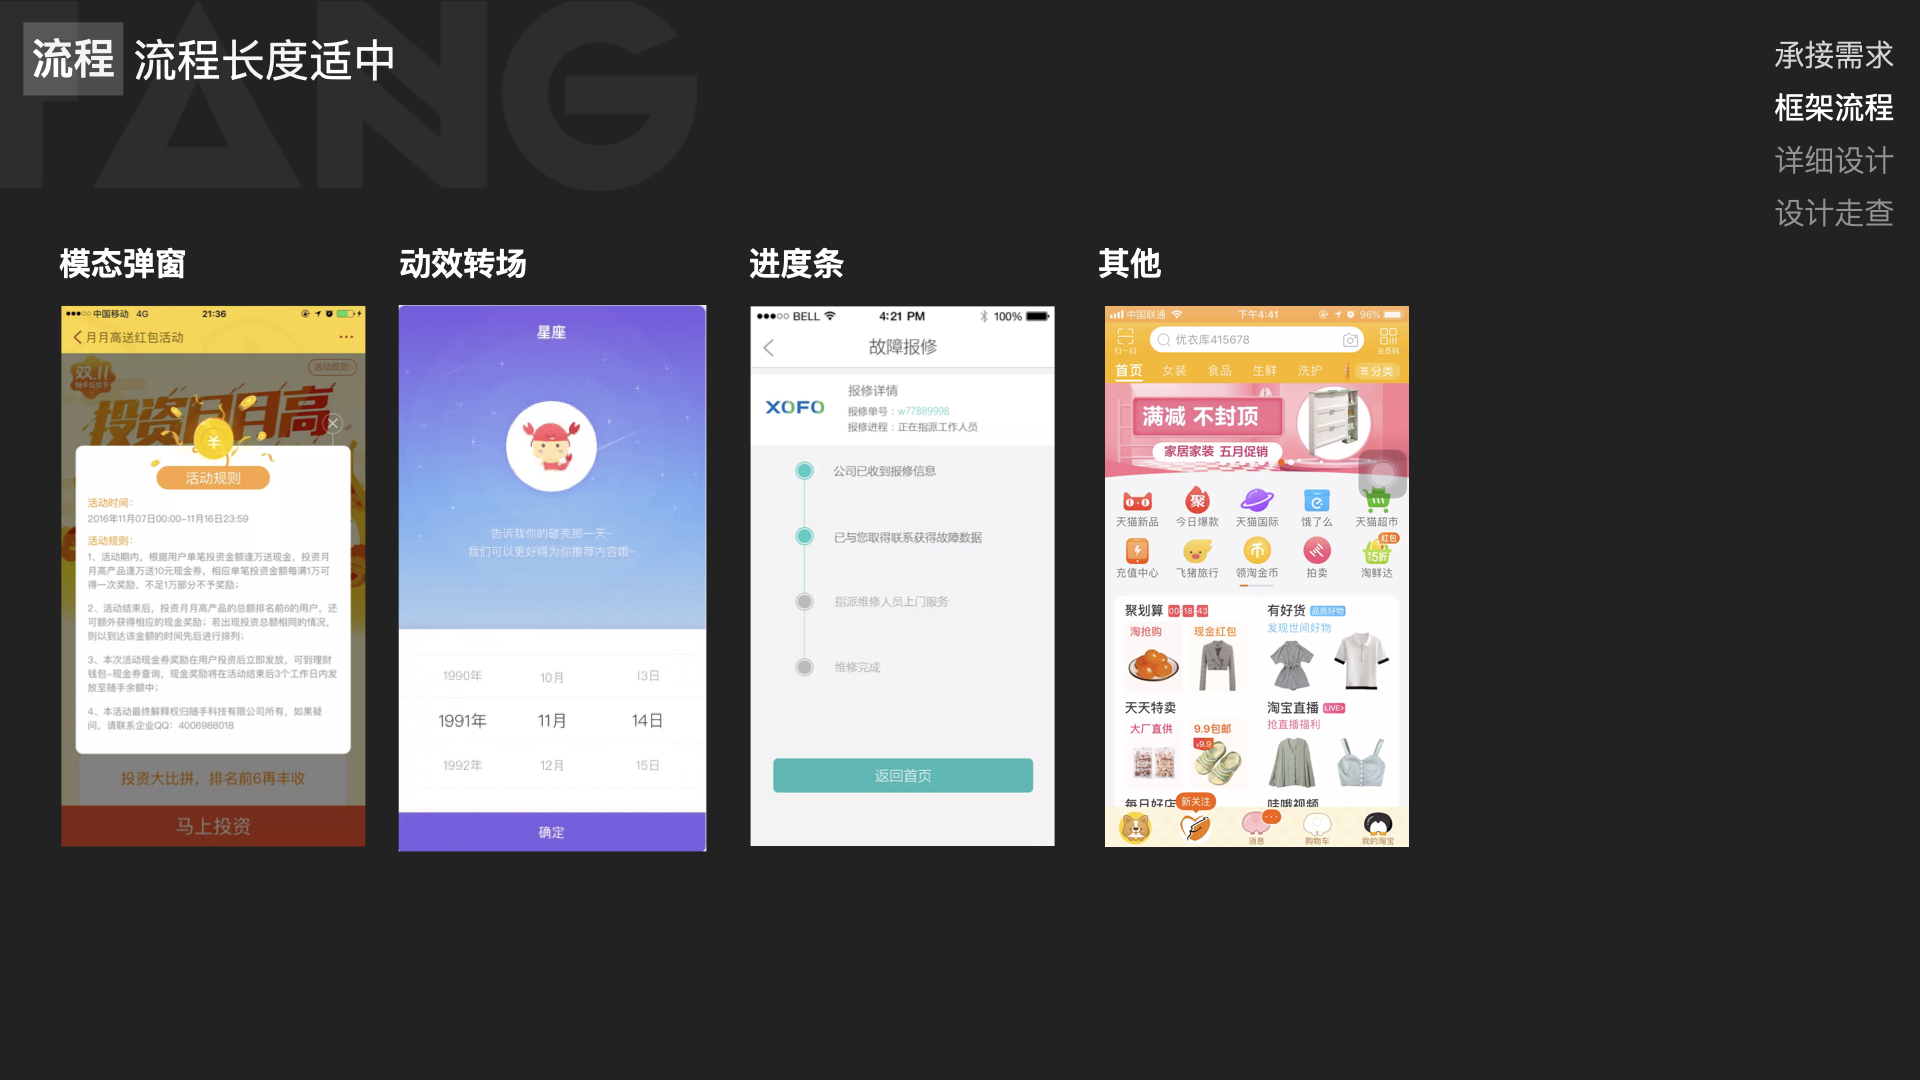 TANG
流程 流程长度适中
承接需求
框架流程
详细设计
设计走查
模态弹窗
动效转场
进度条
其他
中国移动 4G
21:36
月月高送红包活动
双11
活动规则
投资月月高
活动规则
活动时间:
2016年11月07日00:00-11月16日23:59
活动规则:
1、活动期内,根据用户单笔投资金额逢万送现金,投资月
月高产品逢万送10元现金券,相应单笔投资金额每满1万可
得一次奖励,不足1万部分不予奖励;
2、活动结束后,投资月月高产品的总额排名前6的用户,还
可额外获得相应的现金奖励;若出现投资总额相同的情况,
则以到达该金额的时间先后进行排列;
3、本次活动现金券奖励在用户投资后立即发放,可到理财
钱包-现金券查询,现金奖励将在活动结束后3个工作日内发
放至随手余额中;
4、本活动最终解释权归随手科技有限公司所有,如果疑
问,请联系企业QQ:4006988018
投资大比拼,排名前6再丰收
马上投资
星座
告诉我你的破壳那一天~
我们可以更好得为你推荐内容哦~
1990年 10月 13日
1991年 11月 14日
1992年 12月 15日
确定
BELL 4:21 PM 100%
故障报修
XOFO
报修详情
报修单号:w77889998
报修进程:正在指派工作人员
公司已收到报修信息
已与您取得联系获得故障数据
指派维修人员上门服务
维修完成
返回首页
中国联通 下午4:41 96%
扫一扫
优衣库415678
会员码
首页 女装 食品 生鲜 洗护 分类
满减 不封顶
家居家装 五月促销
天猫新品 今日爆款 天猫国际 饿了么 天猫超市
红包
5折
充值中心 飞猪旅行 领淘金币 拍卖 淘鲜达
聚划算 00:18:43
有好货 品质好物
淘抢购 现金红包
发现世间好物
天天特卖
淘宝直播 LIVE
大厂直供 9.9包邮
抢直播福利
¥9.9
每日好店
哇哦视频
新关注
消息 购物车 我的淘宝